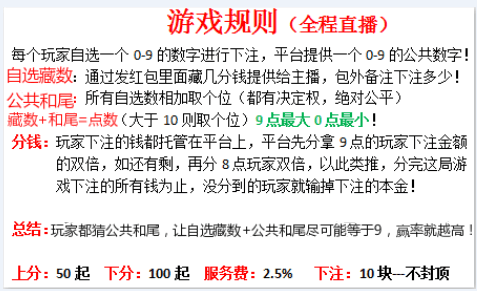 游戏规则（全程直播）
每个玩家自选一个 0-9 的数字进行下注，平台提供一个 0-9 的公共数字！
自选藏数：通过发红包里面藏几分钱提供给主播，包外备注下注多少！
公共和尾：所有自选数相加取个位（都有决定权，绝对公平）
藏数+和尾=点数（大于 10 则取个位）9 点最大 0 点最小！
分钱：玩家下注的钱都托管在平台上，平台先分拿 9 点的玩家下注金额
的双倍，如还有剩，再分 8 点玩家双倍，以此类推，分完这局游
戏下注的所有钱为止，没分到的玩家就输掉下注的本金！
总结：玩家都猜公共和尾，让自选藏数+公共和尾尽可能等于9，赢率就越高！
上分：50 起 下分：100 起 服务费：2.5% 下注：10 块---不封顶